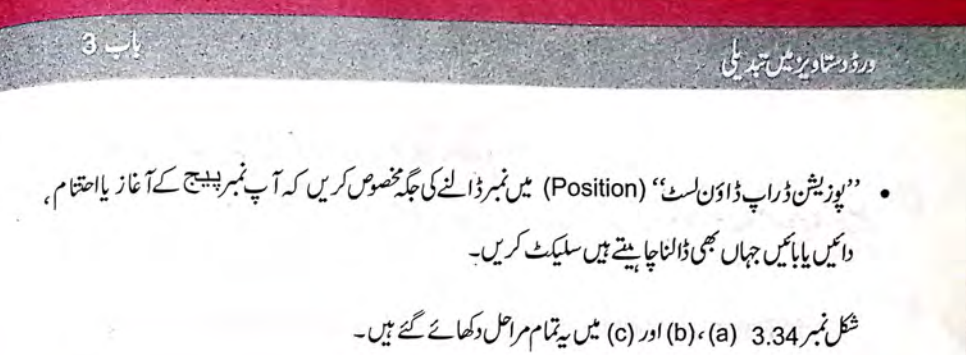 ورڈ دستاویز میں تبدیلی
باب 3
• ’’پوزیشن ڈراپ ڈاؤن لسٹ‘‘ (Position) میں نمبر ڈالنے کی جگہ مخصوص کریں کہ آپ نمبر پیج کے آغاز یا اختتام،
دائیں یا بائیں جہاں بھی ڈالنا چاہتے ہیں سلیکٹ کریں۔
شکل نمبر 3.34 (a)، (b) اور (c) میں یہ تمام مراحل دکھائے گئے ہیں۔